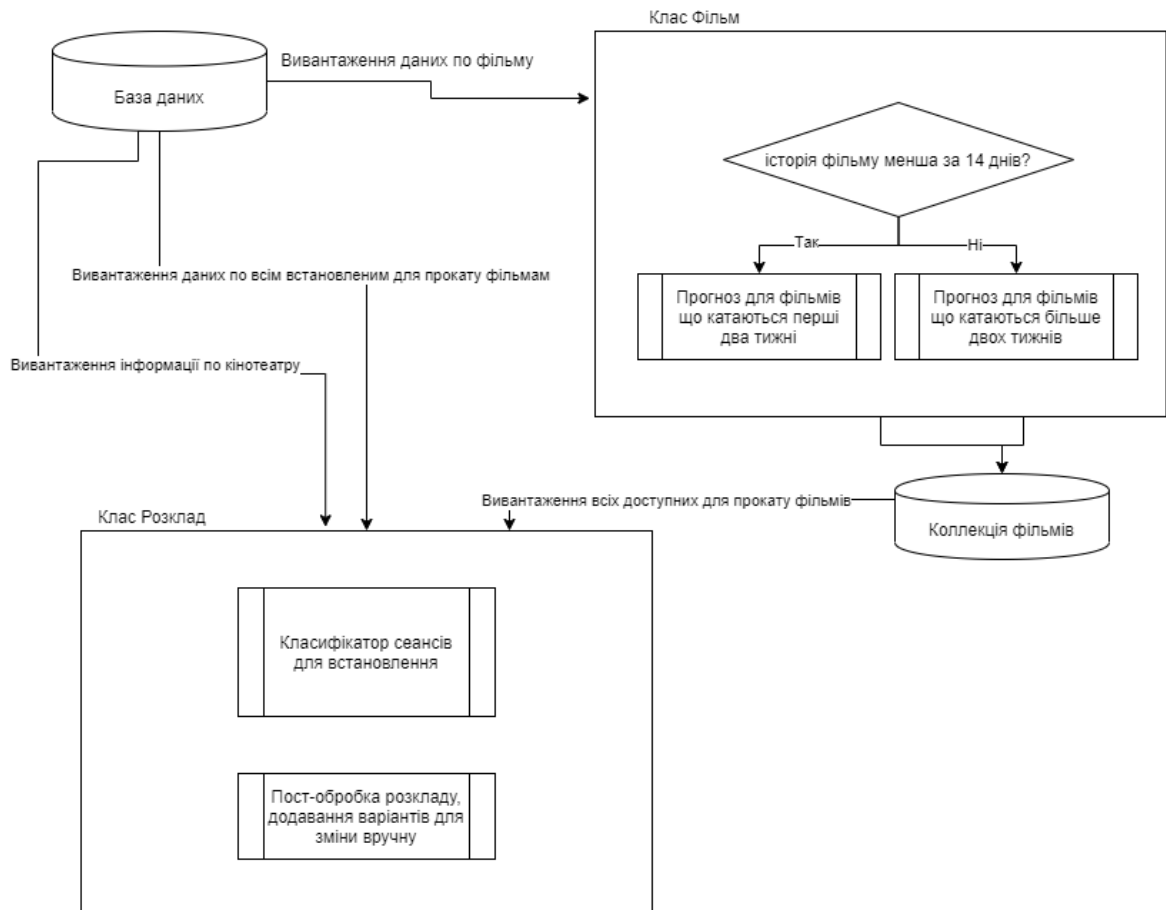 Клас Фільм
Вивантаження даних по фільму
База даних
історія фільму менша за 14 днів?
Так
Ні
Вивантаження даних по всім встановленим для прокату фільмам
Прогноз для фільмів
що катаються перші
два тижні
Прогноз для фільмів
що катаються більше
двох тижнів
Вивантаження інформації по кінотеатру
Вивантаження всіх доступних для прокату фільмів
Коллекція фільмів
Клас Розклад
Класифікатор сеансів
для встановлення
Пост-обробка розкладу,
додавання варіантів для
зміни вручну